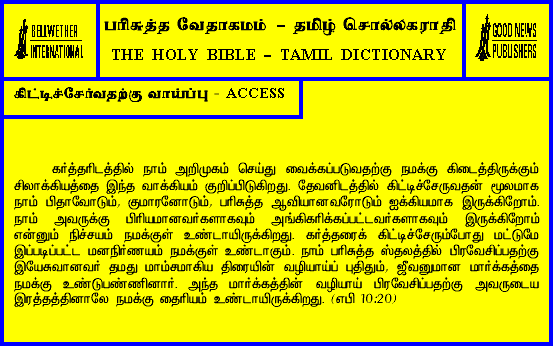 BELLWETHER
INTERNATIONAL
பரிசுத்த வேதாகமம் – தமிழ் சொல்லகராதி
THE HOLY BIBLE – TAMIL DICTIONARY
GOOD NEWS
PUBLISHERS
கிட்டிச்சேர்வதற்கு வாய்ப்பு - ACCESS
கர்த்தரிடத்தில் நாம் அறிமுகம் செய்து வைக்கப்படுவதற்கு நமக்கு கிடைத்திருக்கும்
சிலாக்கியத்தை இந்த வாக்கியம் குறிப்பிடுகிறது. தேவனிடத்தில் கிட்டிச்சேருவதன் மூலமாக
நாம் பிதாவோடும், குமாரனோடும், பரிசுத்த ஆவியானவரோடும் ஐக்கியமாக இருக்கிறோம்.
நாம் அவருக்கு பிரியமானவர்களாகவும் அங்கிகரிக்கப்பட்டவர்களாகவும் இருக்கிறோம்
என்னும் நிச்சயம் நமக்குள் உண்டாயிருக்கிறது. கர்த்தரைக் கிட்டிச்சேரும்போது மட்டுமே
இப்படிப்பட்ட மனநிர்ணயம் நமக்குள் உண்டாகும். நாம் பரிசுத்த ஸ்தலத்தில் பிரவேசிப்பதற்கு
இயேசுவானவர் தமது மாம்சமாகிய திரையின் வழியாய்ப் புதிதும், ஜீவனுமான மார்க்கத்தை
நமக்கு உண்டுபண்ணினார். அந்த மார்க்கத்தின் வழியாய் பிரவேசிப்பதற்கு அவருடைய
இரத்தத்தினாலே நமக்கு தைரியம் உண்டாயிருக்கிறது. (எபி 10:20)